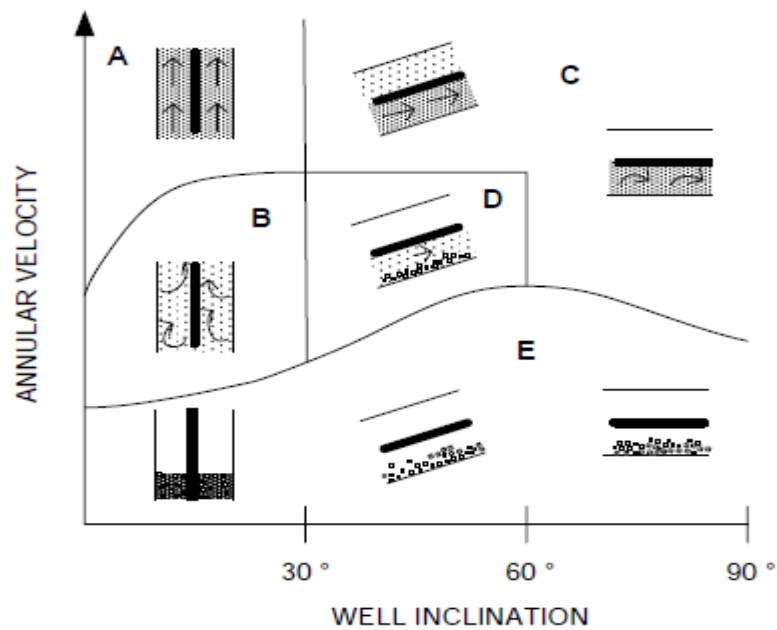 A
C
D
B
E
ANNULAR VELOCITY
30 °
60 °
90 °
WELL INCLINATION